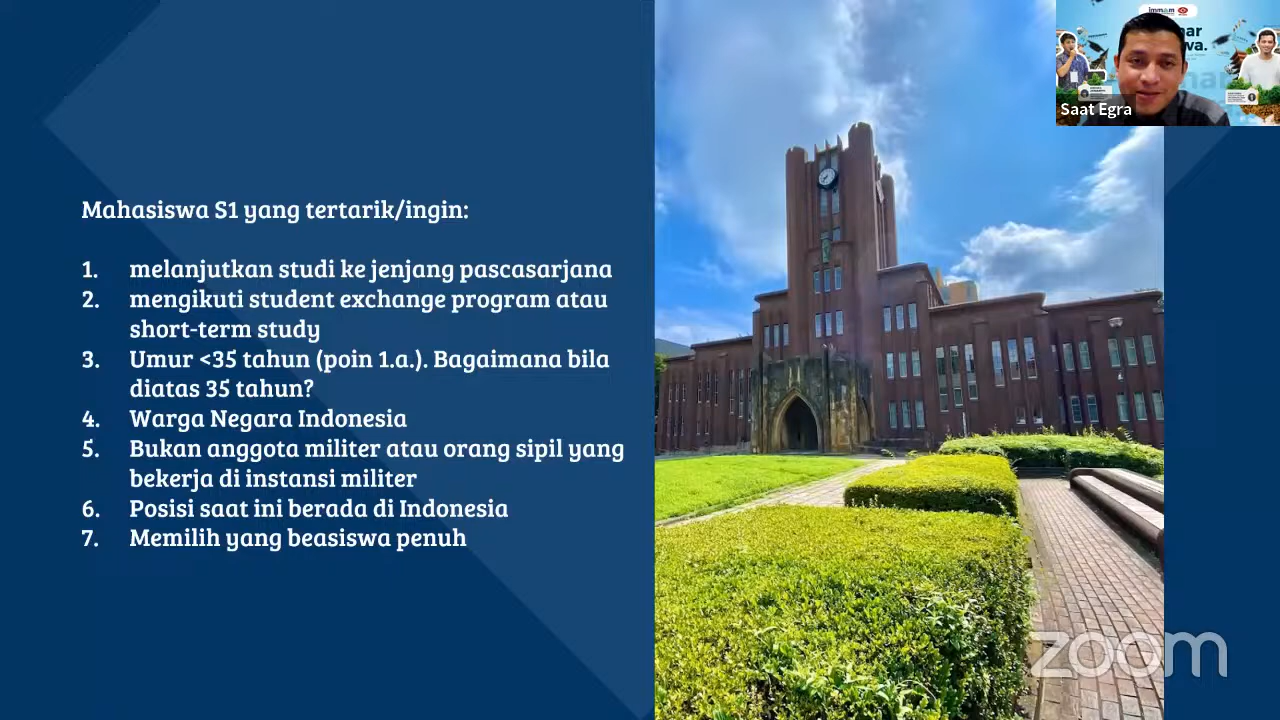 Mahasiswa S1 yang tertarik/ingin:
1. melanjutkan studi ke jenjang pascasarjana
2. mengikuti student exchange program atau
short-term study
3. Umur <35 tahun (poin 1.a.). Bagaimana bila
diatas 35 tahun?
4. Warga Negara Indonesia
5. Bukan anggota militer atau orang sipil yang
bekerja di instansi militer
6. Posisi saat ini berada di Indonesia
7. Memilih yang beasiswa penuh
immam
Saat Egra
zoom